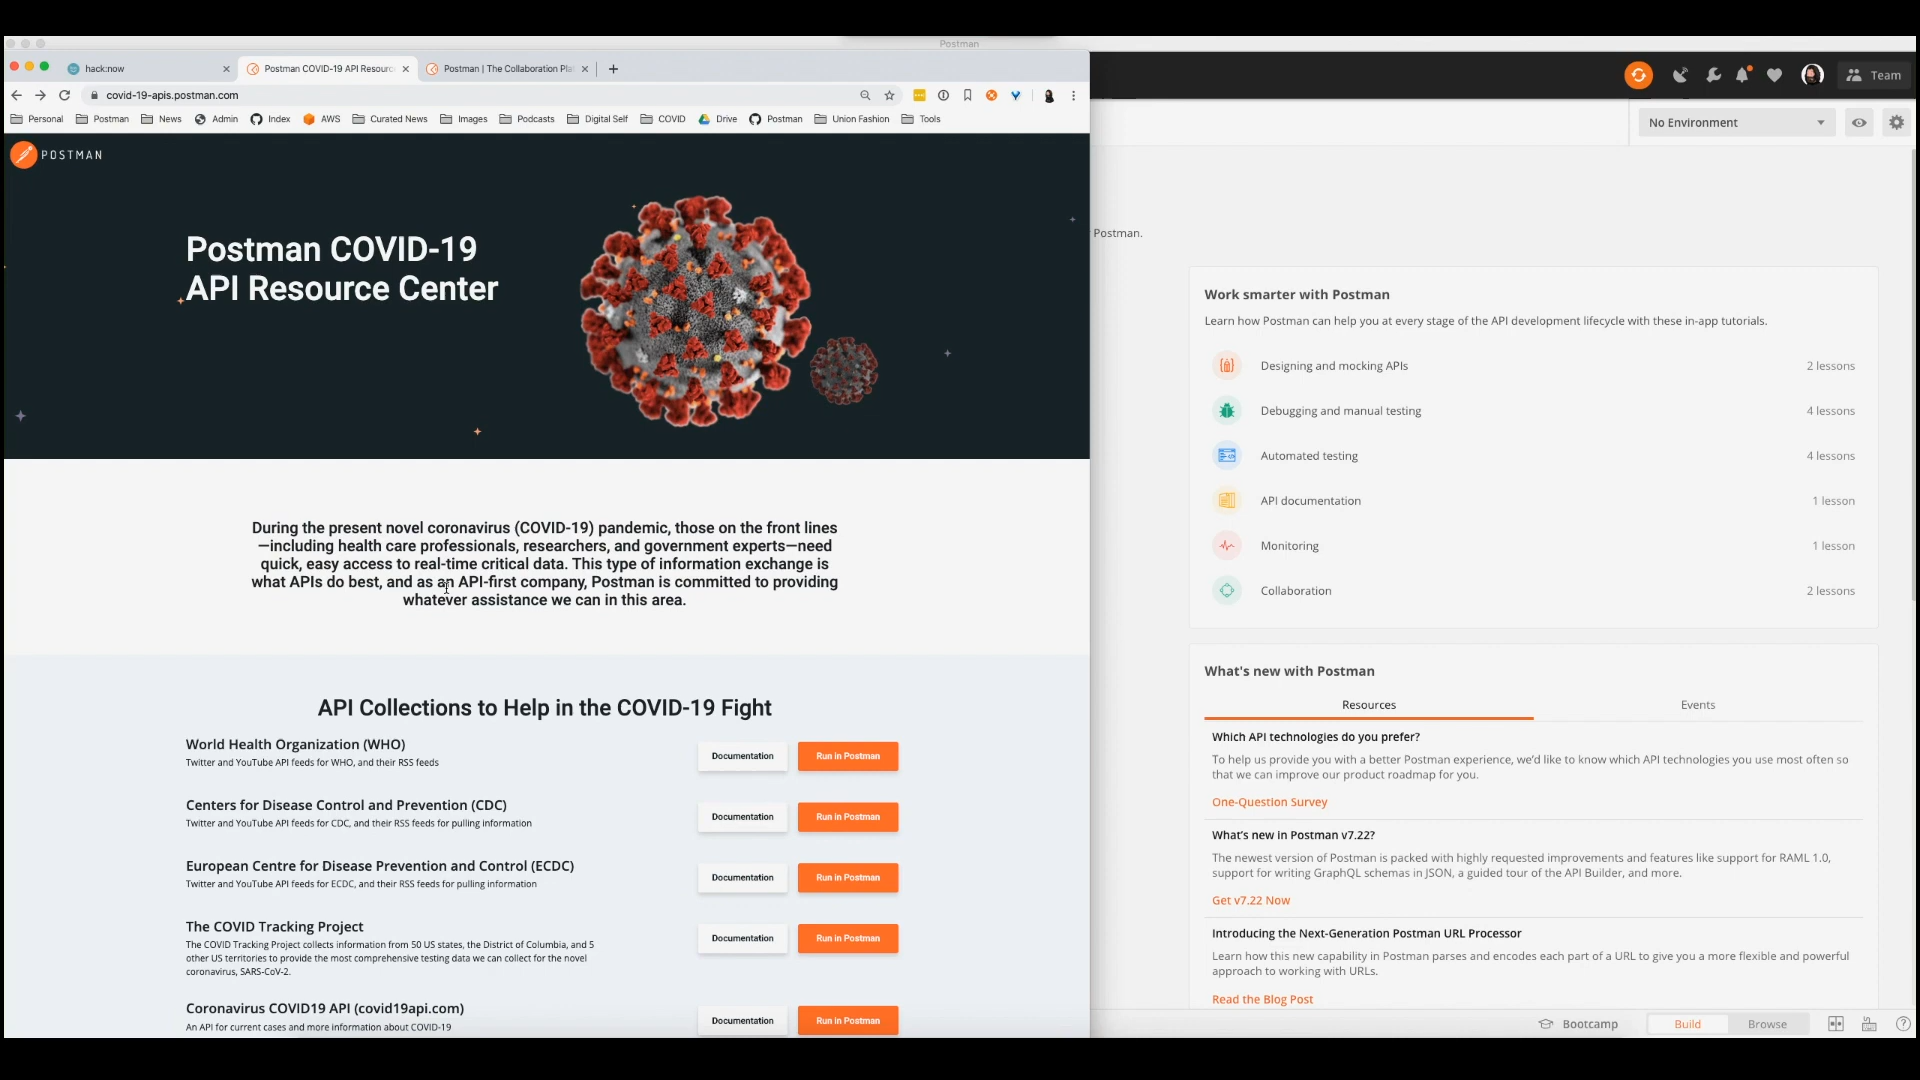 Postman
hack:now
Postman COVID-19 API Resourc
Postman | The Collaboration Pla
covid-19-apis.postman.com
Personal
Postman
News
Admin
Index
AWS
Curated News
Images
Podcasts
Digital Self
COVID
Drive
Postman
Union Fashion
Tools
POSTMAN
Postman COVID-19
API Resource Center
During the present novel coronavirus (COVID-19) pandemic, those on the front lines
—including health care professionals, researchers, and government experts—need
quick, easy access to real-time critical data. This type of information exchange is
what APIs do best, and as an API-first company, Postman is committed to providing
whatever assistance we can in this area.
API Collections to Help in the COVID-19 Fight
World Health Organization (WHO)
Twitter and YouTube API feeds for WHO, and their RSS feeds
Documentation
Run in Postman
Centers for Disease Control and Prevention (CDC)
Twitter and YouTube API feeds for CDC, and their RSS feeds for pulling information
Documentation
Run in Postman
European Centre for Disease Prevention and Control (ECDC)
Twitter and YouTube API feeds for ECDC, and their RSS feeds for pulling information
Documentation
Run in Postman
The COVID Tracking Project
The COVID Tracking Project collects information from 50 US states, the District of Columbia, and 5
other US territories to provide the most comprehensive testing data we can collect for the novel
coronavirus, SARS-CoV-2.
Documentation
Run in Postman
Coronavirus COVID19 API (covid19api.com)
An API for current cases and more information about COVID-19
Documentation
Run in Postman
Team
No Environment
Postman.
Work smarter with Postman
Learn how Postman can help you at every stage of the API development lifecycle with these in-app tutorials.
Designing and mocking APIs
2 lessons
Debugging and manual testing
4 lessons
Automated testing
4 lessons
API documentation
1 lesson
Monitoring
1 lesson
Collaboration
2 lessons
What's new with Postman
Resources
Events
Which API technologies do you prefer?
To help us provide you with a better Postman experience, we'd like to know which API technologies you use most often so
that we can improve our product roadmap for you.
One-Question Survey
What's new in Postman v7.22?
The newest version of Postman is packed with highly requested improvements and features like support for RAML 1.0,
support for writing GraphQL schemas in JSON, a guided tour of the API Builder, and more.
Get v7.22 Now
Introducing the Next-Generation Postman URL Processor
Learn how this new capability in Postman parses and encodes each part of a URL to give you a more flexible and powerful
approach to working with URLs.
Read the Blog Post
Bootcamp
Build
Browse